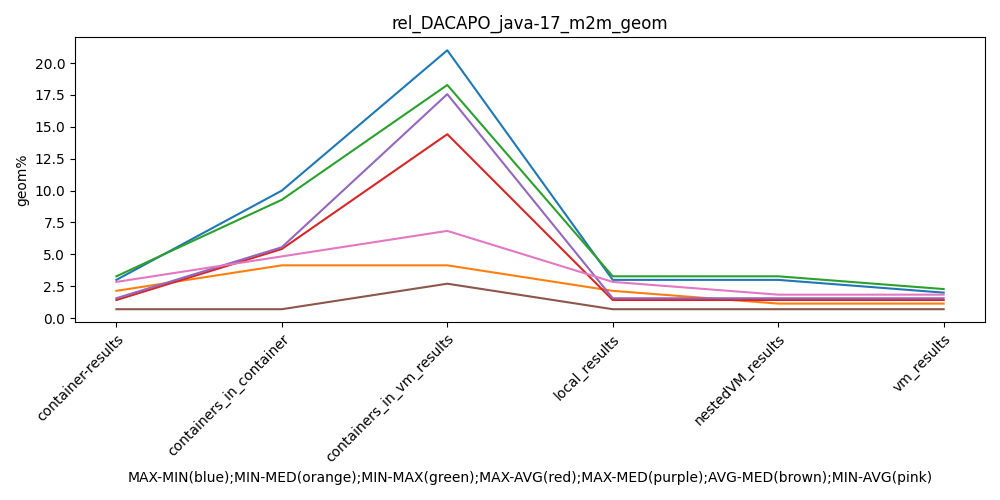 rel_DACAPO_java-17_m2m_geom
geom%
20.0
17.5
15.0
12.5
10.0
7.5
5.0
2.5
0.0
container-results
containers_in_container
containers_in_vm_results
local_results
nestedVM_results
vm_results
MAX-MIN(blue);MIN-MED(orange);MIN-MAX(green);MAX-AVG(red);MAX-MED(purple);AVG-MED(brown);MIN-AVG(pink)